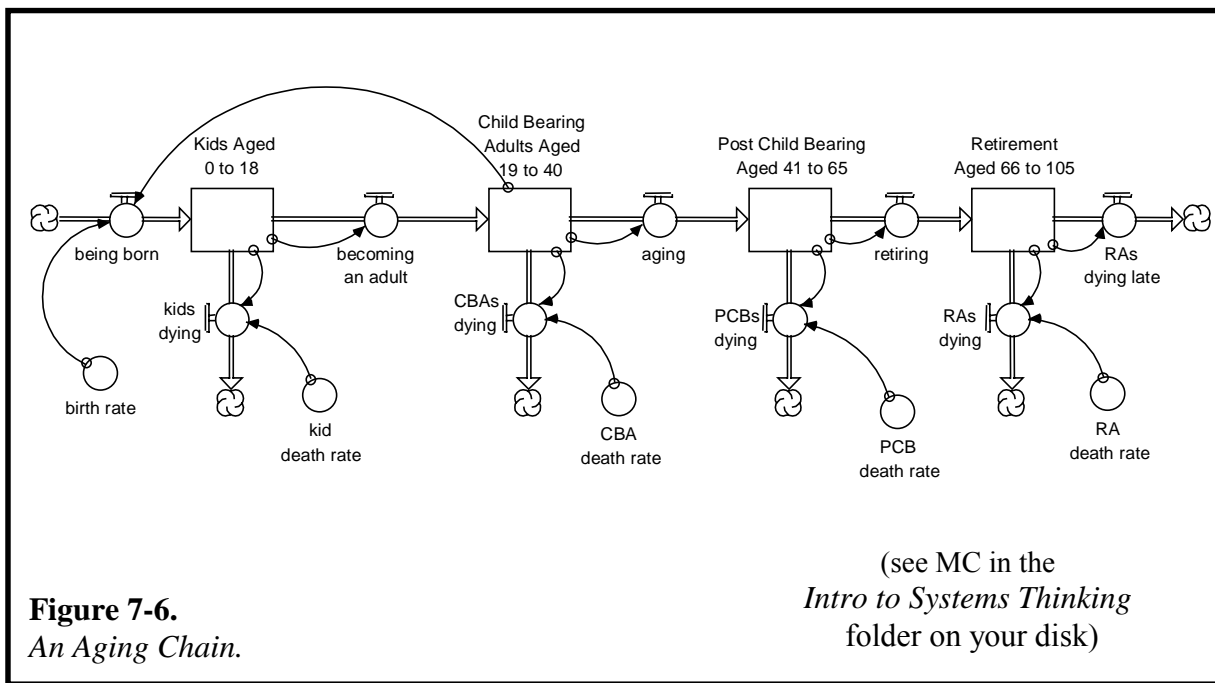 Kids Aged
0 to 18
Child Bearing
Adults Aged
19 to 40
Post Child Bearing
Aged 41 to 65
Retirement
Aged 66 to 105
being born
becoming
an adult
aging
retiring
RAs
dying late
kids
dying
CBAs
dying
PCBs
dying
RAs
dying
birth rate
kid
death rate
CBA
death rate
PCB
death rate
RA
death rate
Figure 7-6.
An Aging Chain.
(see MC in the
Intro to Systems Thinking
folder on your disk)